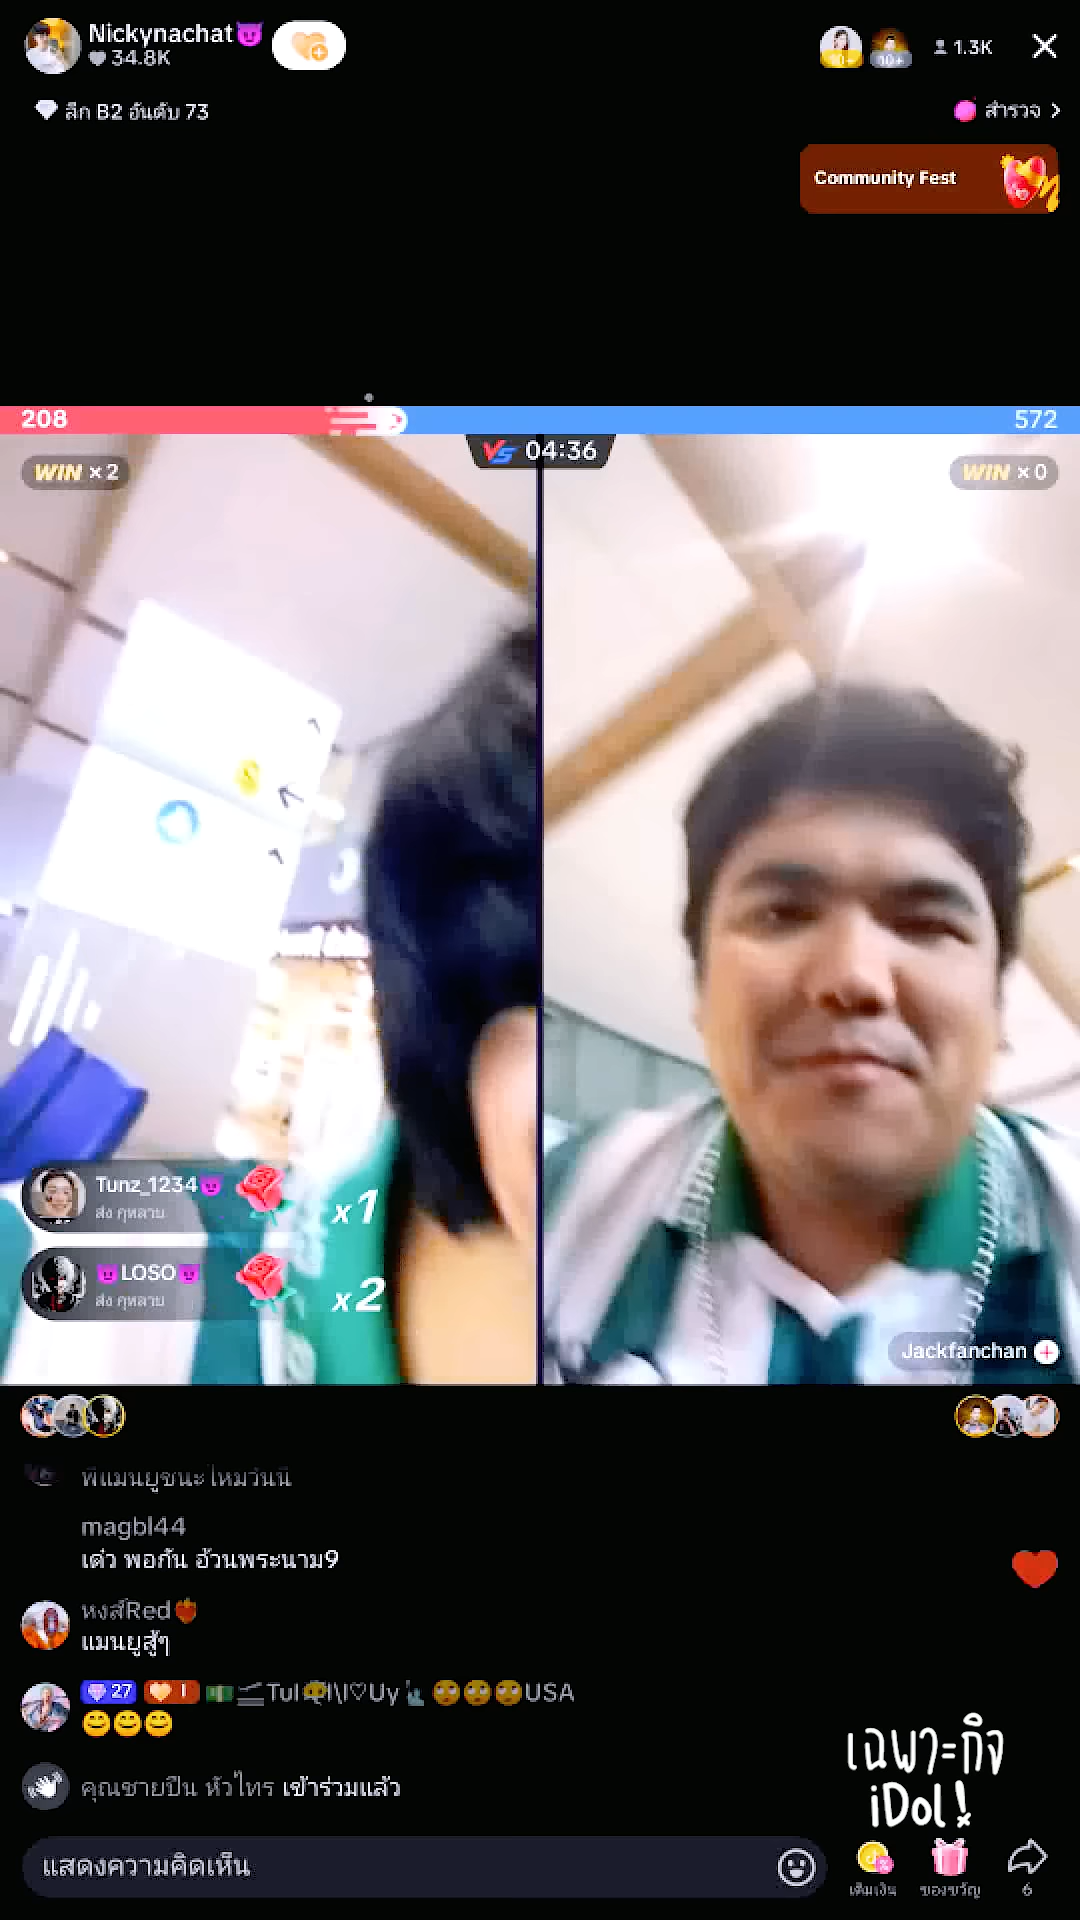 Nickynachat😈
34.8K
10+
10+
1.3K
ลีก B2 อันดับ 73
สำรวจ
Community Fest
208
572
VS 04:36
WIN ×2
WIN ×0
Tunz_1234😈
ส่ง กุหลาบ
x1
😈LOSO😈
ส่ง กุหลาบ
x2
Jackfanchan
พี่แมนยูชนะไหมวันนี้
magbl44
เด๋ว พอกัน อ้วนพระนาม9
หงส์Red
แมนยูสู้ๆ
27
I
USA
😊😊😊
คุณชายปืน หัวไทร เข้าร่วมแล้ว
เฉพาะกิจ
iDol!
แสดงความคิดเห็น
เติมเงิน
ของขวัญ
6